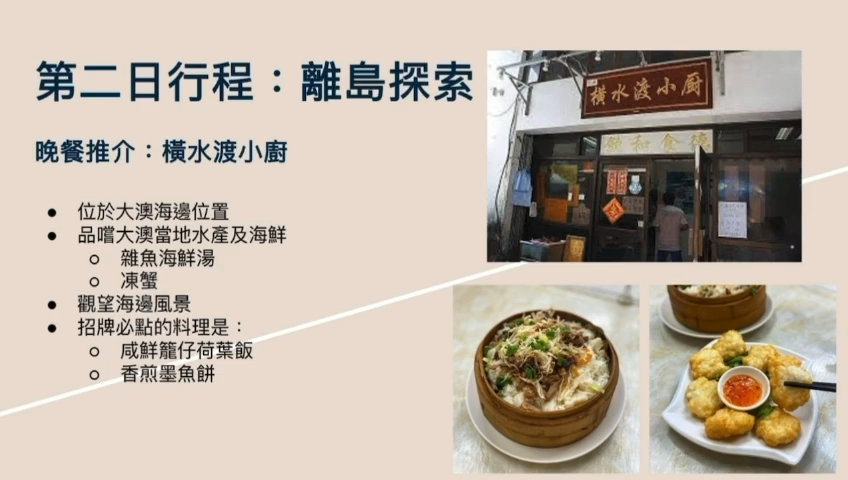 第二日行程：離島探索
晚餐推介：橫水渡小廚
位於大澳海邊位置
品嚐大澳當地水產及海鮮
雜魚海鮮湯
凍蟹
觀望海邊風景
招牌必點的料理是：
咸鮮籠仔荷葉飯
香煎墨魚餅
橫水渡小厨